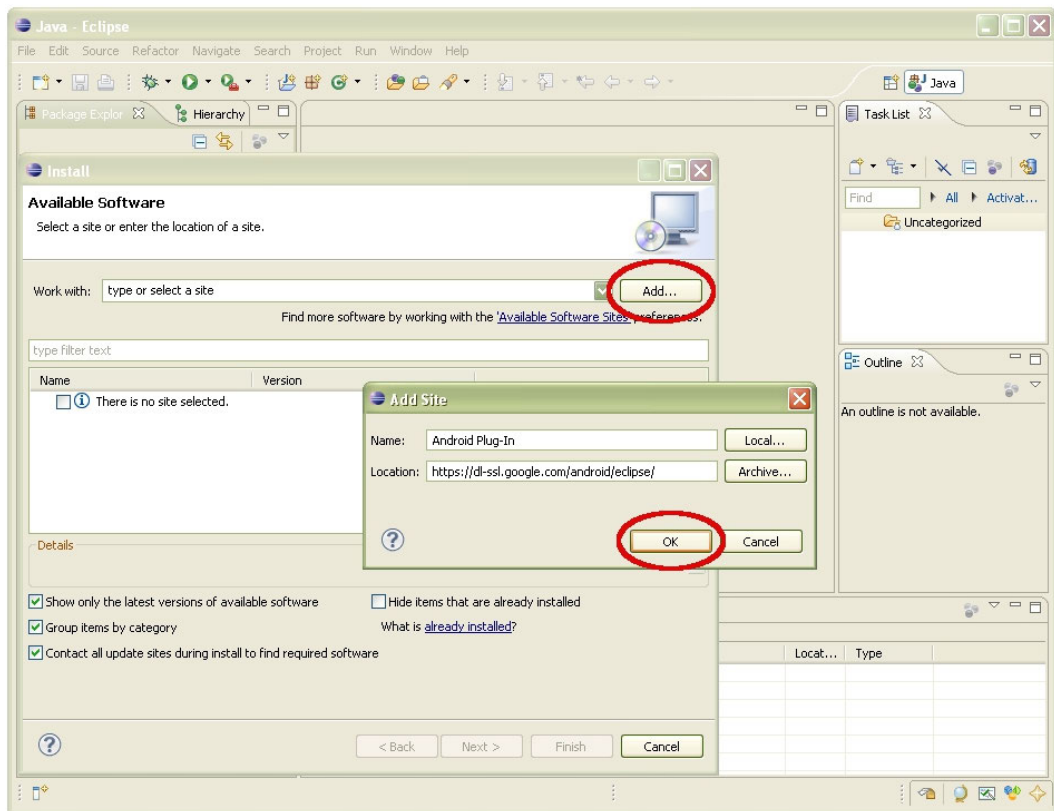 Java - Eclipse
File Edit Source Refactor Navigate Search Project Run Window Help
Java
Package Explor
Hierarchy
Task List
Find
All
Activat...
Uncategorized
Install
Available Software
Select a site or enter the location of a site.
Work with: type or select a site
Add...
Find more software by working with the 'Available Software Sites' preferences.
type filter text
Name Version
There is no site selected.
Outline
An outline is not available.
Add Site
Name: Android Plug-In
Local...
Location: https://dl-ssl.google.com/android/eclipse/
Archive...
OK
Cancel
Details
Show only the latest versions of available software
Hide items that are already installed
Group items by category
What is already installed?
Contact all update sites during install to find required software
Locat... Type
< Back
Next >
Finish
Cancel